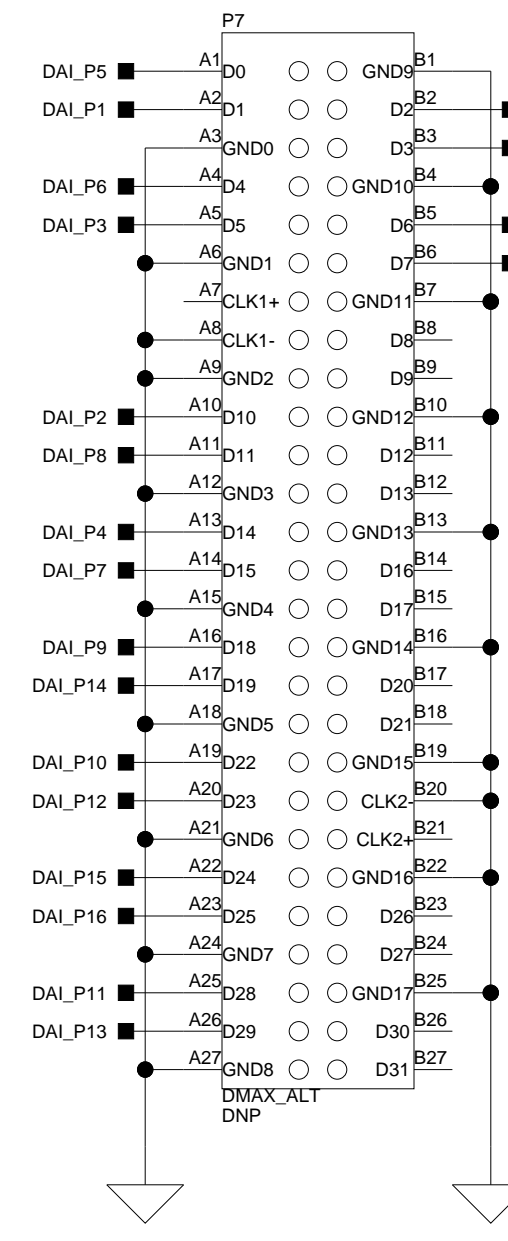 P7
DAI_P5 A1 D0 GND9 B1
DAI_P1 A2 D1 D2 B2
A3 GND0 D3 B3
DAI_P6 A4 D4 GND10 B4
DAI_P3 A5 D5 D6 B5
A6 GND1 D7 B6
A7 CLK1+ GND11 B7
A8 CLK1- D8 B8
A9 GND2 D9 B9
DAI_P2 A10 D10 GND12 B10
DAI_P8 A11 D11 D12 B11
A12 GND3 D13 B12
DAI_P4 A13 D14 GND13 B13
DAI_P7 A14 D15 D16 B14
A15 GND4 D17 B15
DAI_P9 A16 D18 GND14 B16
DAI_P14 A17 D19 D20 B17
A18 GND5 D21 B18
DAI_P10 A19 D22 GND15 B19
DAI_P12 A20 D23 CLK2- B20
A21 GND6 CLK2+ B21
DAI_P15 A22 D24 GND16 B22
DAI_P16 A23 D25 D26 B23
A24 GND7 D27 B24
DAI_P11 A25 D28 GND17 B25
DAI_P13 A26 D29 D30 B26
A27 GND8 D31 B27
DMAX_ALT
DNP